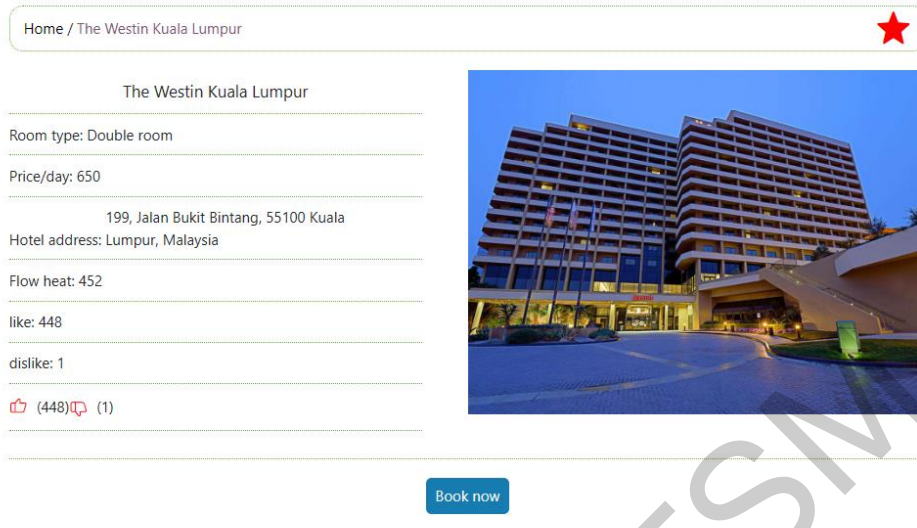 Home / The Westin Kuala Lumpur
The Westin Kuala Lumpur
Room type: Double room
Price/day: 650
199, Jalan Bukit Bintang, 55100 Kuala
Hotel address: Lumpur, Malaysia
Flow heat: 452
like: 448
dislike: 1
(448) (1)
Book now